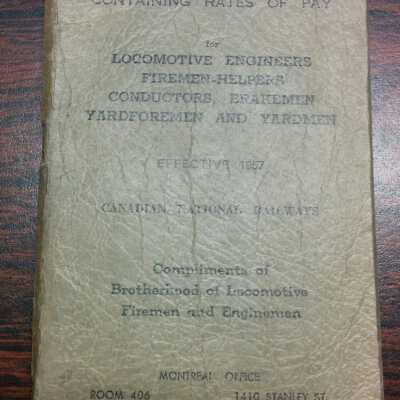 CONTAINING RATES OF PAY
for
LOCOMOTIVE ENGINEERS
FIREMEN-HELPERS
CONDUCTORS, BRAKEMEN
YARDFOREMEN AND YARDMEN
EFFECTIVE 1957
CANADIAN NATIONAL RAILWAYS
Compliments of
Brotherhood of Locomotive
Firemen and Enginemen
MONTREAL OFFICE
ROOM 406 1410 STANLEY ST.